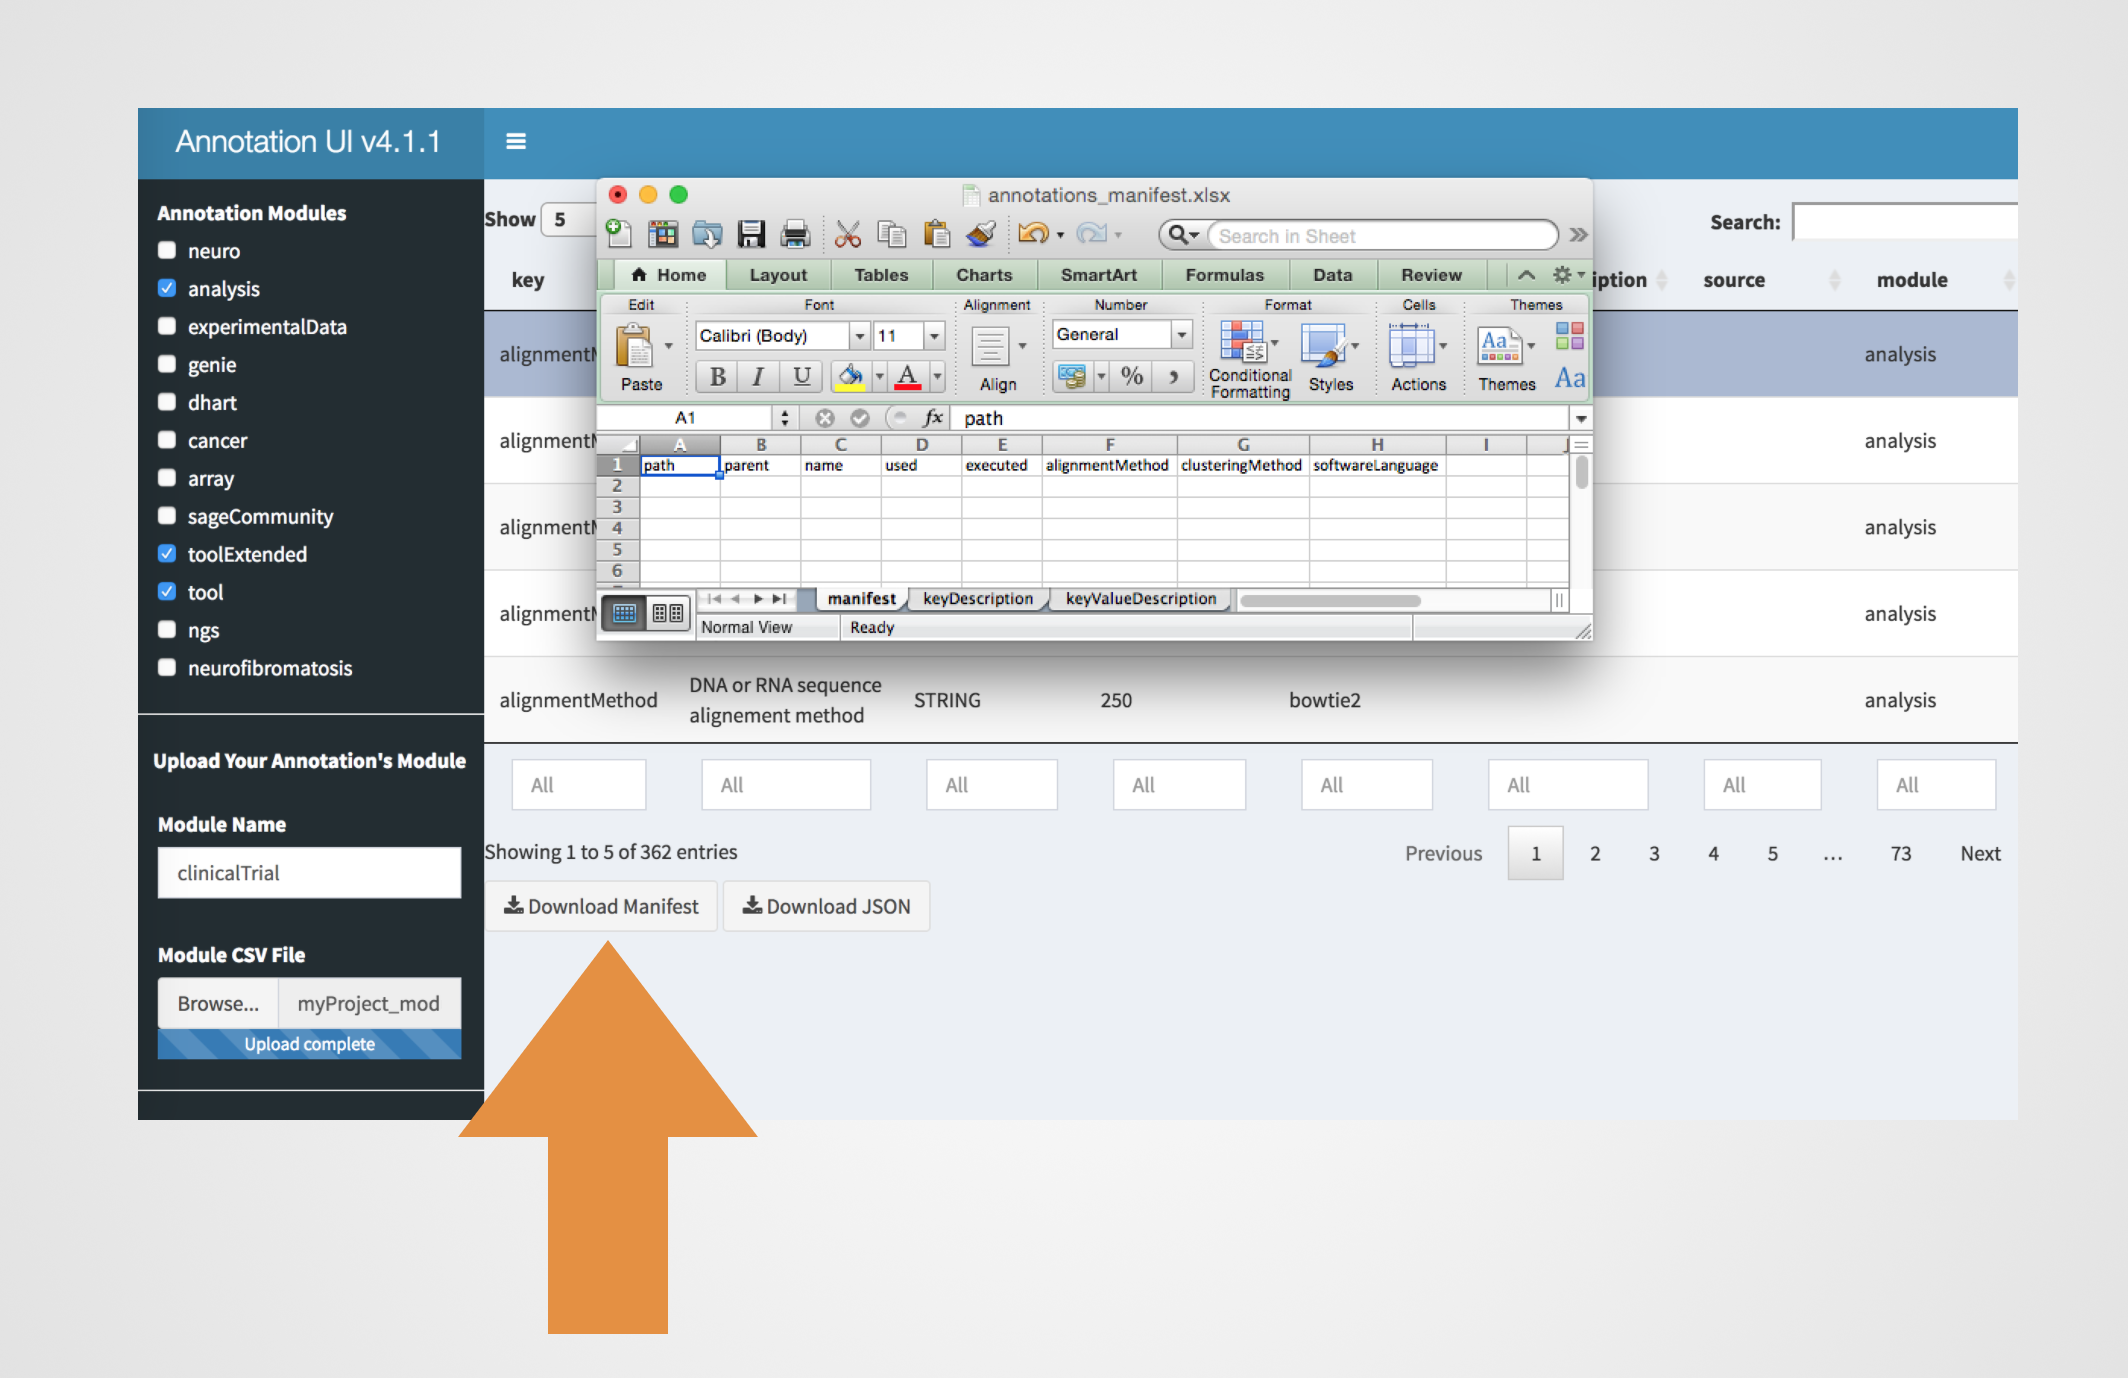 Annotation UI v4.1.1
Annotation Modules
neuro
analysis
experimentalData
genie
dhart
cancer
array
sageCommunity
toolExtended
tool
ngs
neurofibromatosis
Upload Your Annotation's Module
Module Name
clinicalTrial
Module CSV File
Browse... myProject_mod
Upload complete
Show 5
Search:
key iption source module
alignmentM analysis
alignmentM analysis
alignmentM analysis
alignmentM analysis
alignmentMethod DNA or RNA sequence STRING 250 bowtie2 analysis
alignement method
All All All All All All All All
Showing 1 to 5 of 362 entries
Previous 1 2 3 4 5 ... 73 Next
Download Manifest Download JSON
annotations_manifest.xlsx
Search in Sheet
Home Layout Tables Charts SmartArt Formulas Data Review
Edit Font Alignment Number Format Cells Themes
Calibri (Body) 11 General
Paste B I U A Align % Conditional Formatting Styles Actions Themes Aa
A1 fx path
A B C D E F G H I J
1 path parent name used executed alignmentMethod clusteringMethod softwareLanguage
2
3
4
5
6
manifest keyDescription keyValueDescription
Normal View Ready